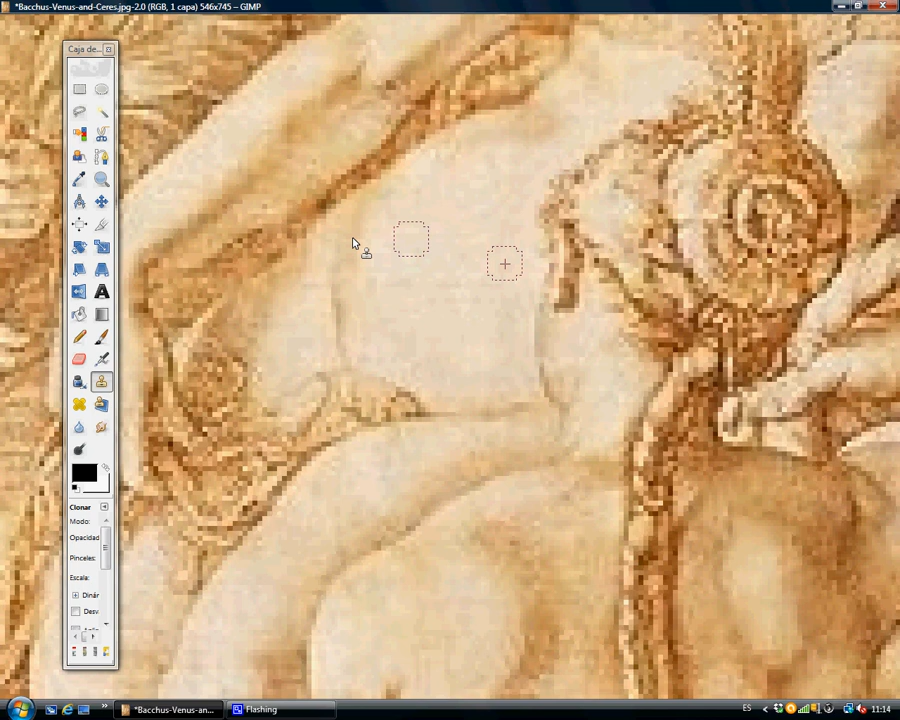 *Bacchus-Venus-and-Ceres.jpg-2.0 (RGB, 1 capa) 546x745 – GIMP
Caja de...
A
Clonar
Modo:
Opacidad
Pinceles:
Escala:
Dinár
Desv
*Bacchus-Venus-an...
Flashing
ES
11:14